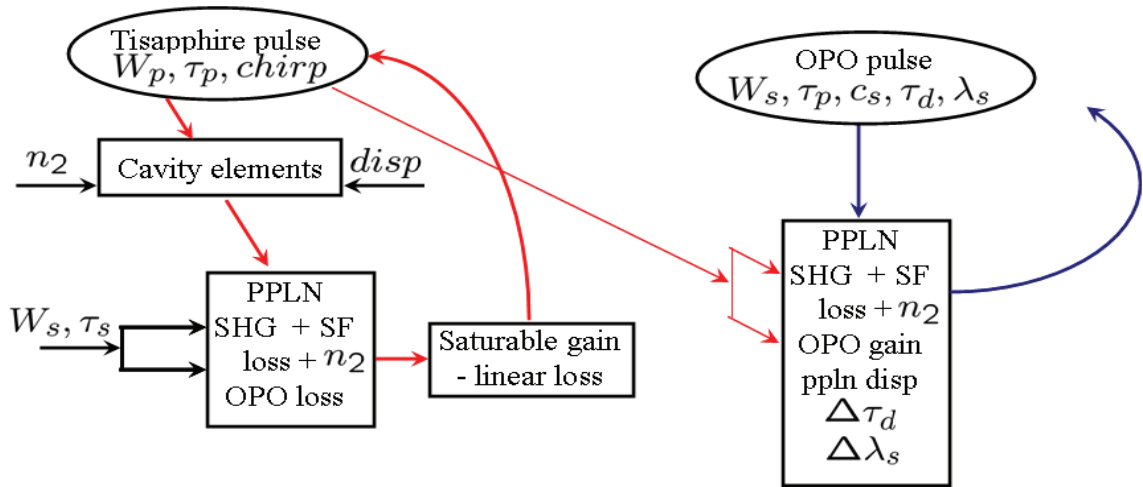 Tisapphire pulse
W_p, τ_p, chirp
n_2
Cavity elements
disp
W_s, τ_s
PPLN
SHG + SF
loss + n_2
OPO loss
Saturable gain
- linear loss
OPO pulse
W_s, τ_p, c_s, τ_d, λ_s
PPLN
SHG + SF
loss + n_2
OPO gain
ppln disp
Δτ_d
Δλ_s